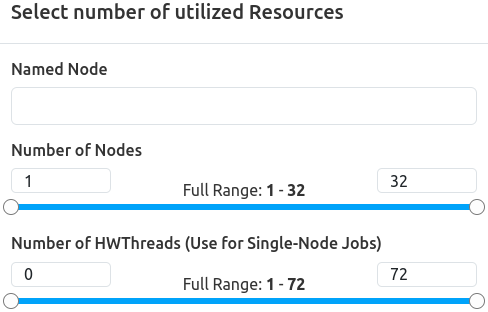 Select number of utilized Resources
Named Node
Number of Nodes
1 Full Range: 1 - 32 32
Number of HWThreads (Use for Single-Node Jobs)
0 Full Range: 1 - 72 72